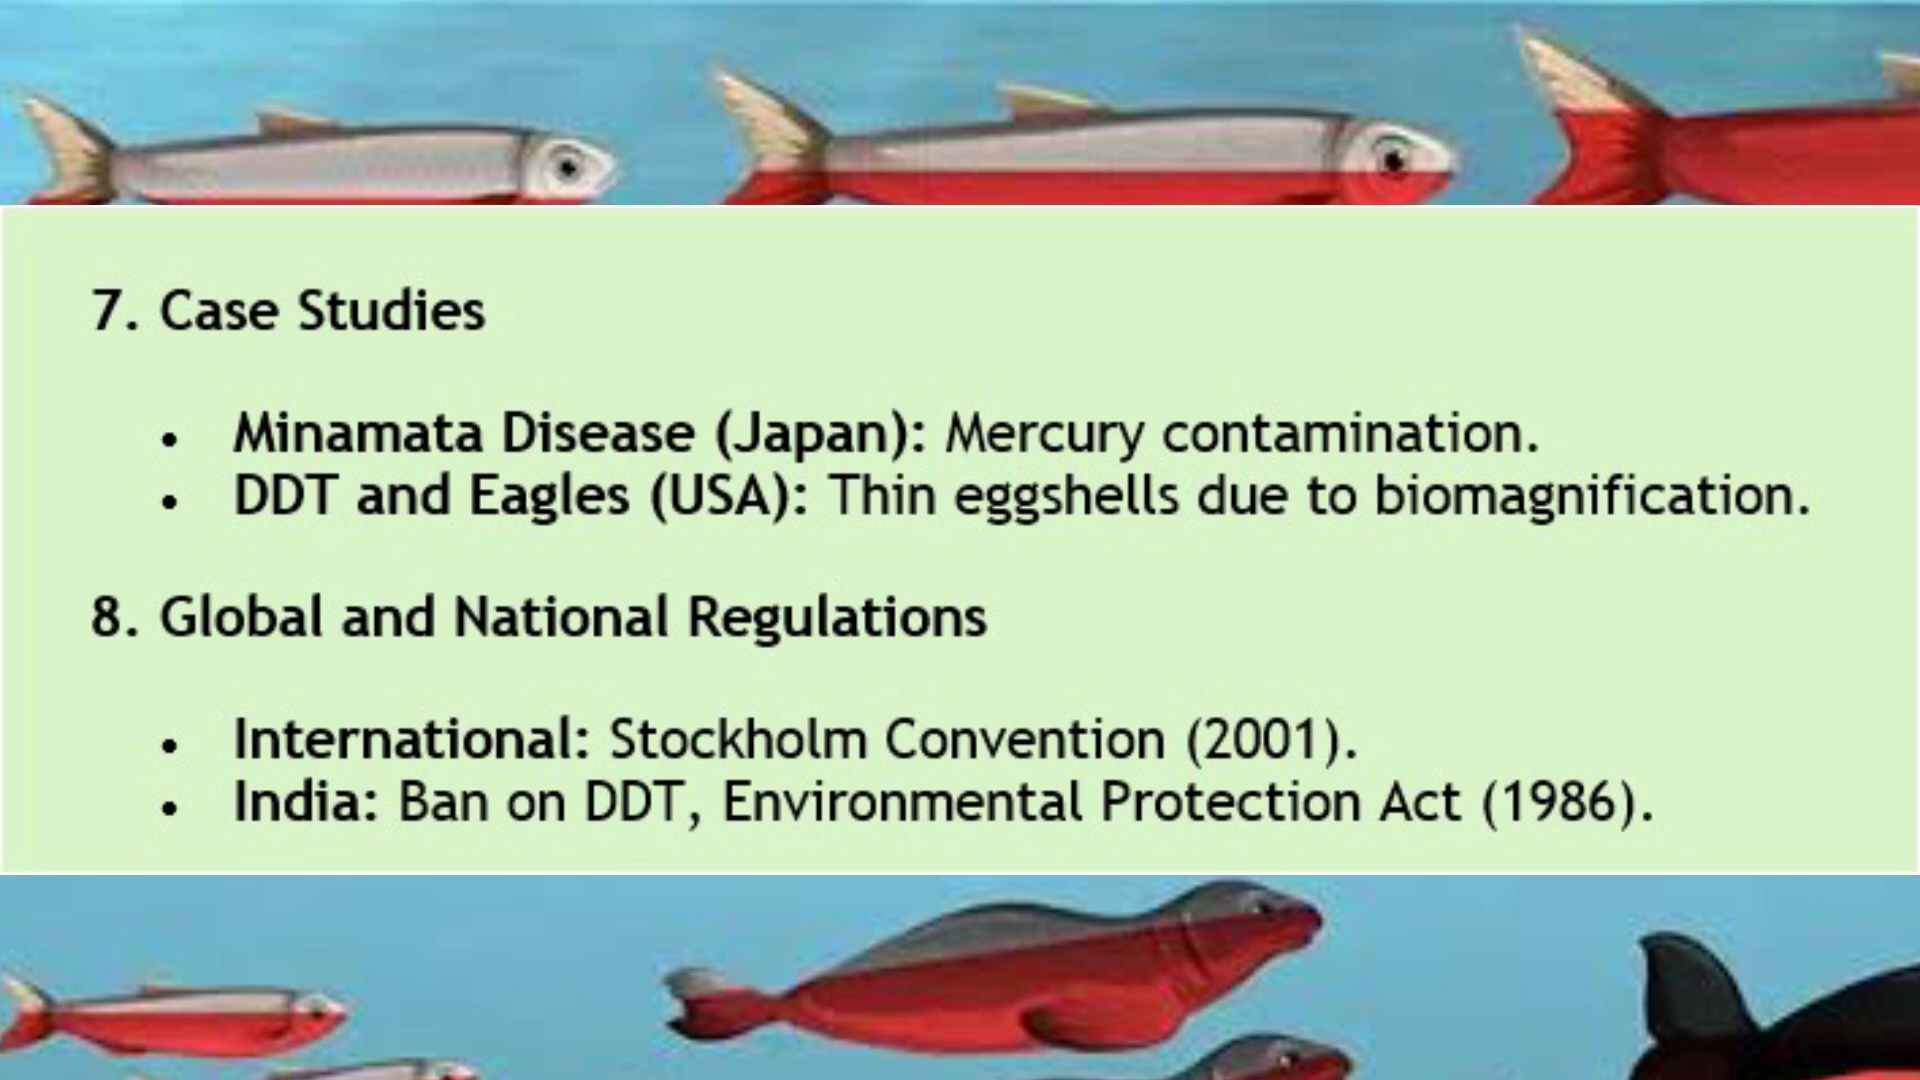 7. Case Studies
• Minamata Disease (Japan): Mercury contamination.
• DDT and Eagles (USA): Thin eggshells due to biomagnification.
8. Global and National Regulations
• International: Stockholm Convention (2001).
• India: Ban on DDT, Environmental Protection Act (1986).